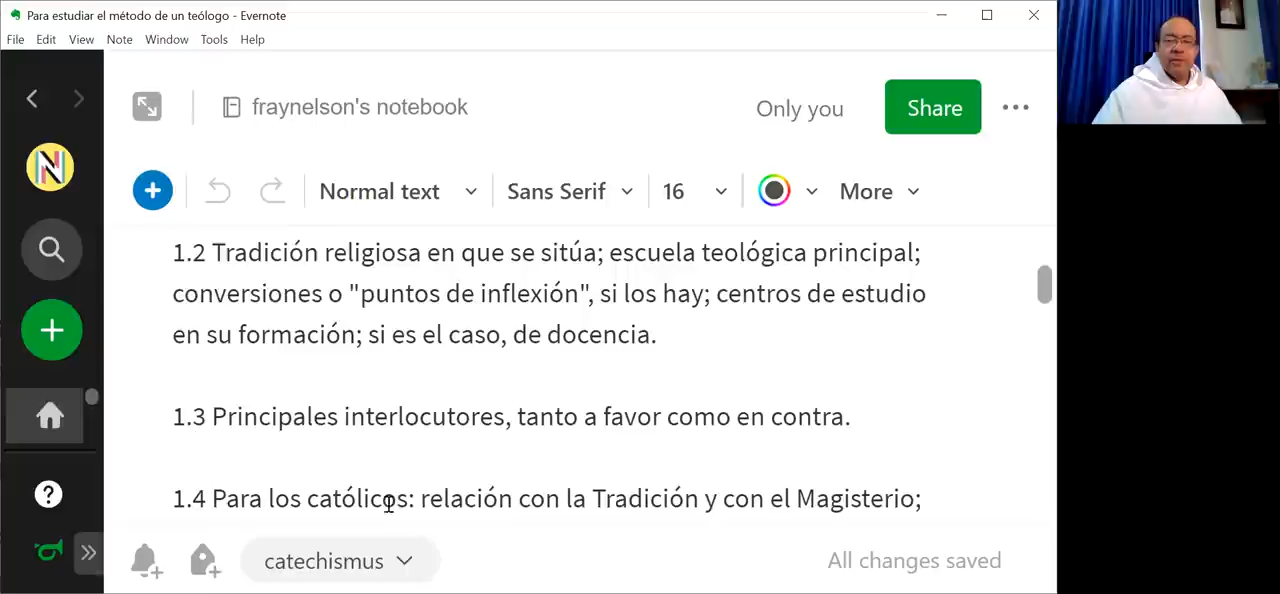 Para estudiar el método de un teólogo - Evernote
File Edit View Note Window Tools Help
fraynelson's notebook
Only you
Share
Normal text
Sans Serif
16
More
1.2 Tradición religiosa en que se sitúa; escuela teológica principal;
conversiones o "puntos de inflexión", si los hay; centros de estudio
en su formación; si es el caso, de docencia.
1.3 Principales interlocutores, tanto a favor como en contra.
1.4 Para los católicos: relación con la Tradición y con el Magisterio;
catechismus
All changes saved